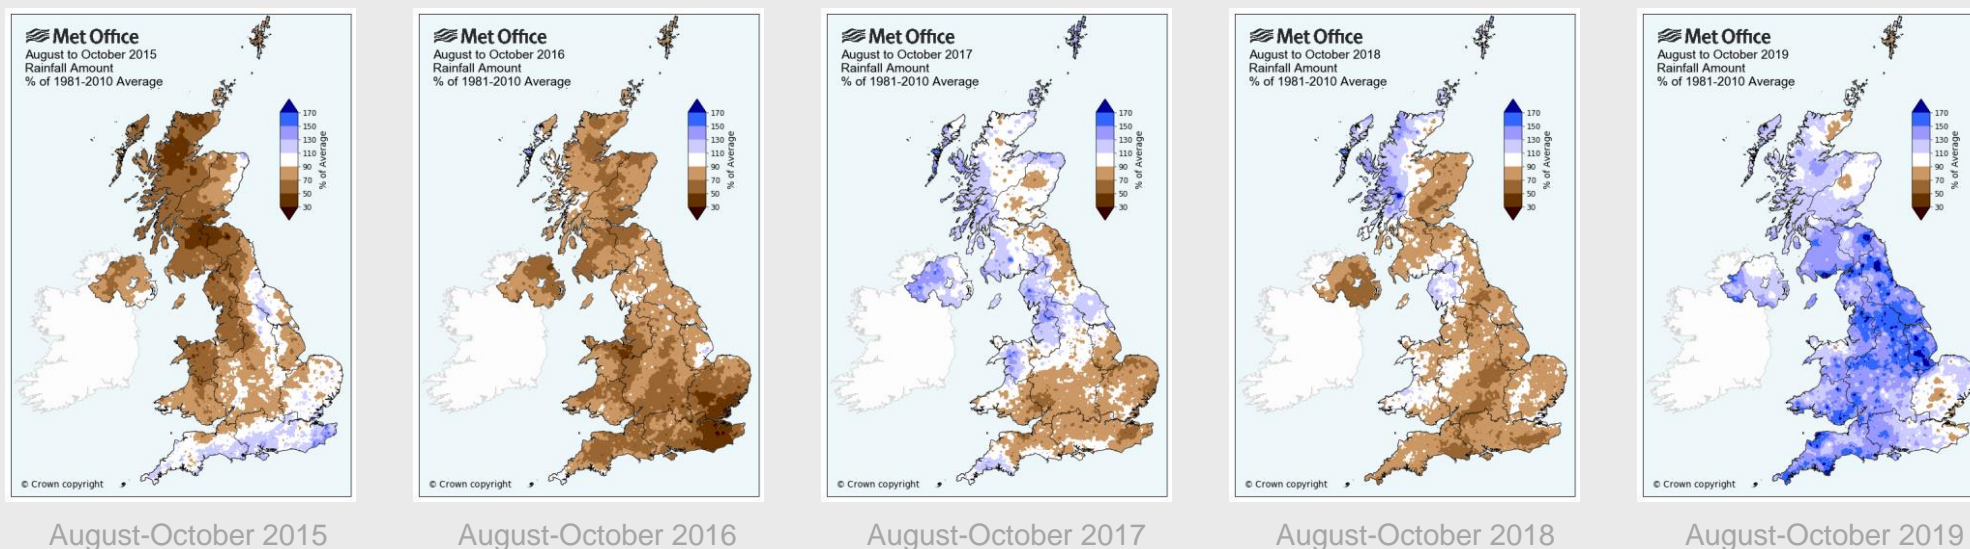 Met Office
August to October 2015
Rainfall Amount
% of 1981-2010 Average
170
150
130
110
90
70
50
30
% of Average
© Crown copyright
August-October 2015
Met Office
August to October 2016
Rainfall Amount
% of 1981-2010 Average
170
150
130
110
90
70
50
30
% of Average
© Crown copyright
August-October 2016
Met Office
August to October 2017
Rainfall Amount
% of 1981-2010 Average
170
150
130
110
90
70
50
30
% of Average
© Crown copyright
August-October 2017
Met Office
August to October 2018
Rainfall Amount
% of 1981-2010 Average
170
150
130
110
90
70
50
30
% of Average
© Crown copyright
August-October 2018
Met Office
August to October 2019
Rainfall Amount
% of 1981-2010 Average
170
150
130
110
90
70
50
30
% of Average
© Crown copyright
August-October 2019